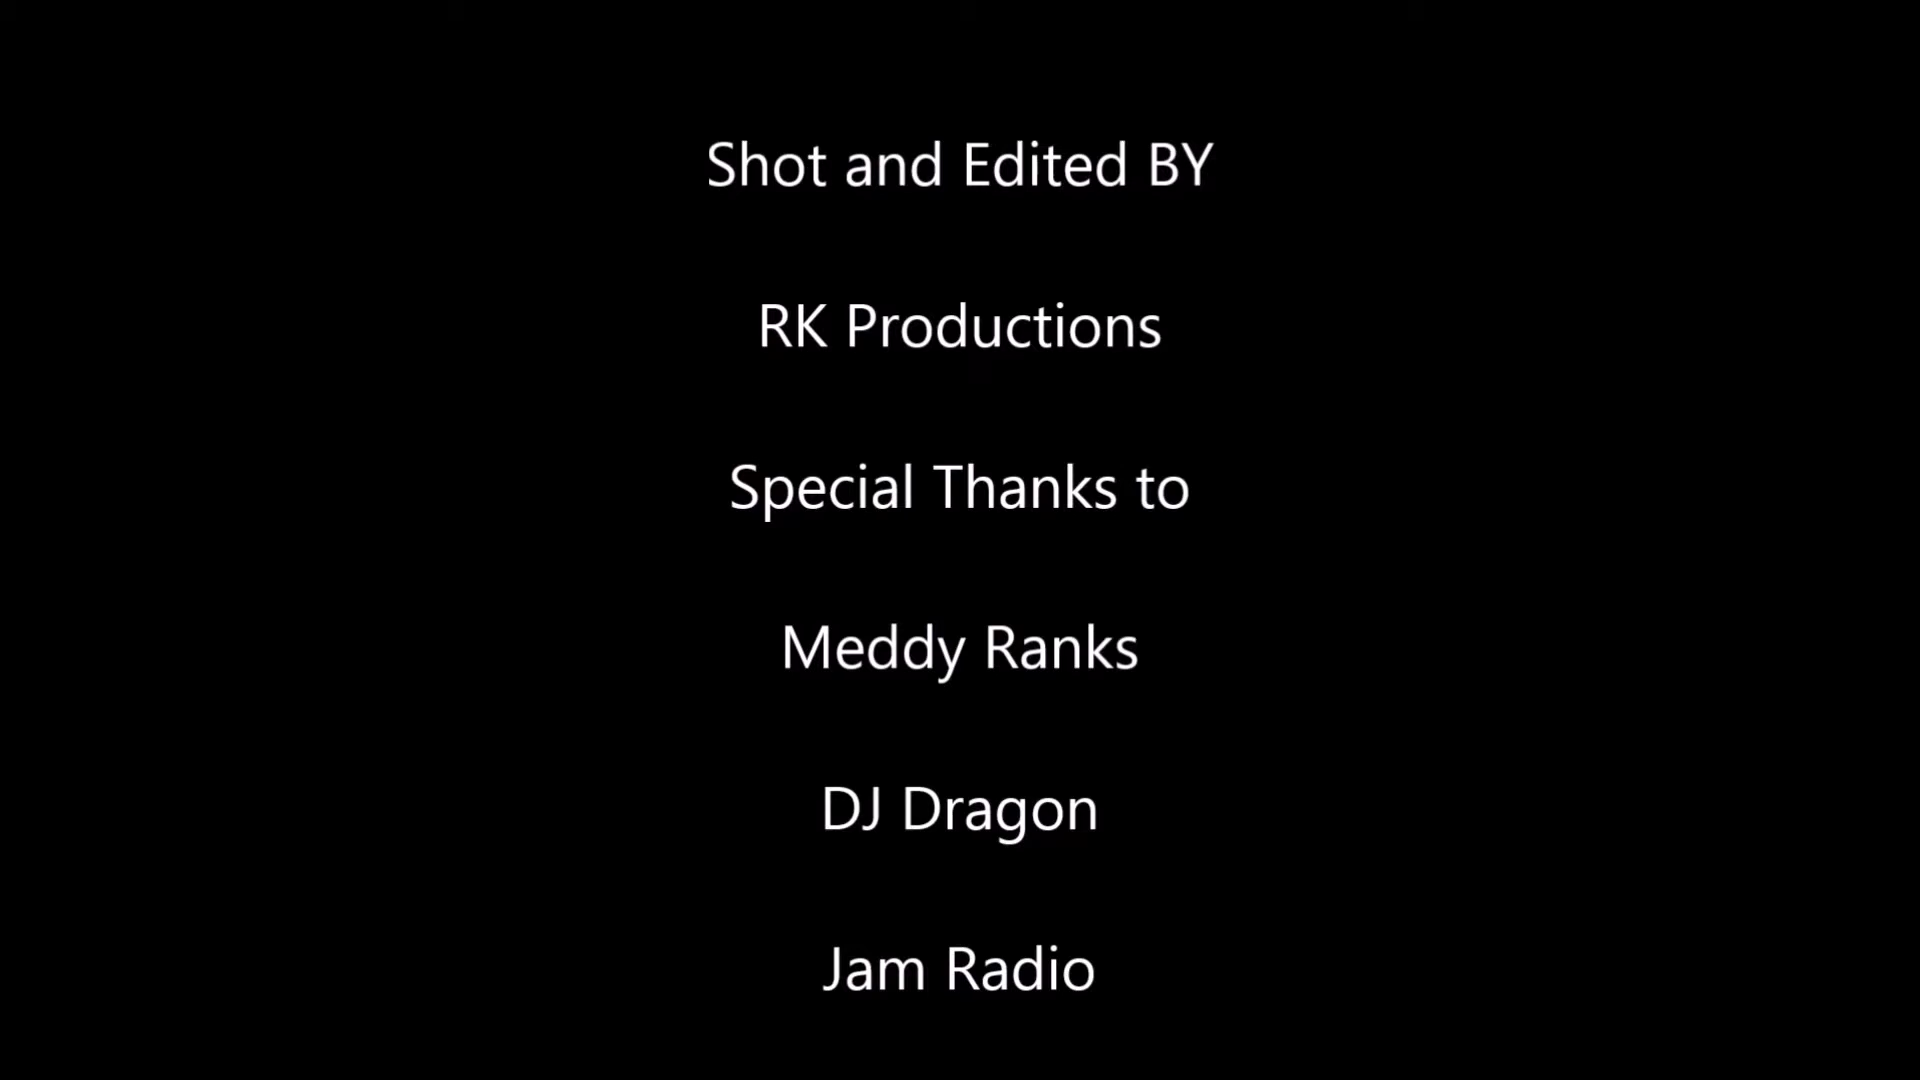 Shot and Edited BY
RK Productions
Special Thanks to
Meddy Ranks
DJ Dragon
Jam Radio